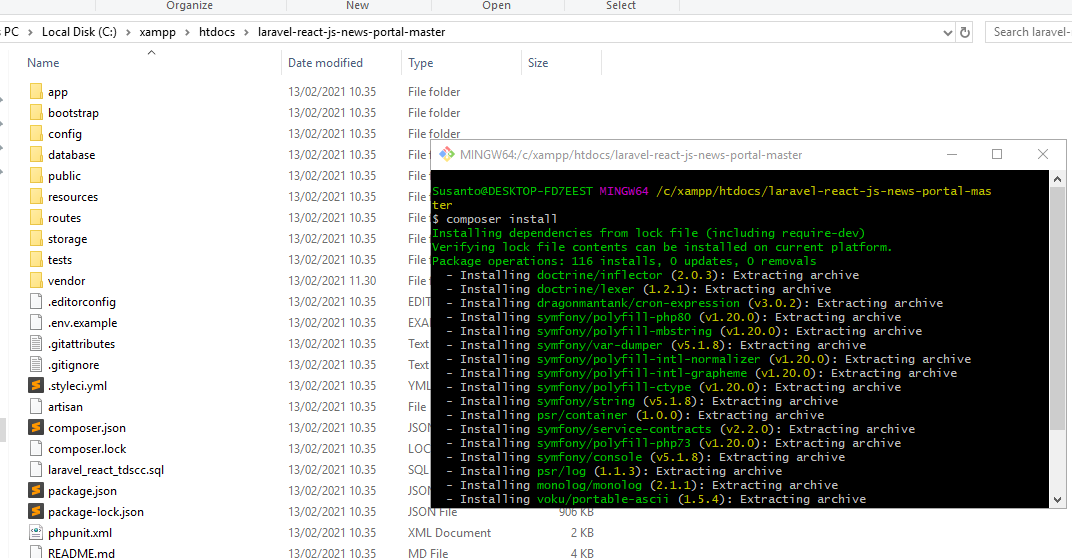 Organize New Open Select
PC > Local Disk (C:) > xampp > htdocs > laravel-react-js-news-portal-master Search laravel-
Name Date modified Type Size
app 13/02/2021 10.35 File folder
bootstrap 13/02/2021 10.35 File folder
config 13/02/2021 10.35 File folder
database 13/02/2021 10.35 File f
public 13/02/2021 10.35 File f
resources 13/02/2021 10.35 File f
routes 13/02/2021 10.35 File f
storage 13/02/2021 10.35 File f
tests 13/02/2021 10.35 File f
vendor 13/02/2021 11.30 File f
.editorconfig 13/02/2021 10.35 EDIT
.env.example 13/02/2021 10.35 EXA
.gitattributes 13/02/2021 10.35 Text
.gitignore 13/02/2021 10.35 Text
.styleci.yml 13/02/2021 10.35 YML
artisan 13/02/2021 10.35 File
composer.json 13/02/2021 10.35 JSON
composer.lock 13/02/2021 10.35 LOC
laravel_react_tdscc.sql 13/02/2021 10.35 SQL
package.json 13/02/2021 10.35 JSON
package-lock.json 13/02/2021 10.35 JSON File 906 KB
phpunit.xml 13/02/2021 10.35 XML Document 2 KB
README.md 13/02/2021 10.35 MD File 4 KB
MINGW64:/c/xampp/htdocs/laravel-react-js-news-portal-master
Susanto@DESKTOP-FD7EEST MINGW64 /c/xampp/htdocs/laravel-react-js-news-portal-mas
ter
$ composer install
Installing dependencies from lock file (including require-dev)
Verifying lock file contents can be installed on current platform.
Package operations: 116 installs, 0 updates, 0 removals
- Installing doctrine/inflector (2.0.3): Extracting archive
- Installing doctrine/lexer (1.2.1): Extracting archive
- Installing dragonmantank/cron-expression (v3.0.2): Extracting archive
- Installing symfony/polyfill-php80 (v1.20.0): Extracting archive
- Installing symfony/polyfill-mbstring (v1.20.0): Extracting archive
- Installing symfony/var-dumper (v5.1.8): Extracting archive
- Installing symfony/polyfill-intl-normalizer (v1.20.0): Extracting archive
- Installing symfony/polyfill-intl-grapheme (v1.20.0): Extracting archive
- Installing symfony/polyfill-ctype (v1.20.0): Extracting archive
- Installing symfony/string (v5.1.8): Extracting archive
- Installing psr/container (1.0.0): Extracting archive
- Installing symfony/service-contracts (v2.2.0): Extracting archive
- Installing symfony/polyfill-php73 (v1.20.0): Extracting archive
- Installing symfony/console (v5.1.8): Extracting archive
- Installing psr/log (1.1.3): Extracting archive
- Installing monolog/monolog (2.1.1): Extracting archive
- Installing voku/portable-ascii (1.5.4): Extracting archive